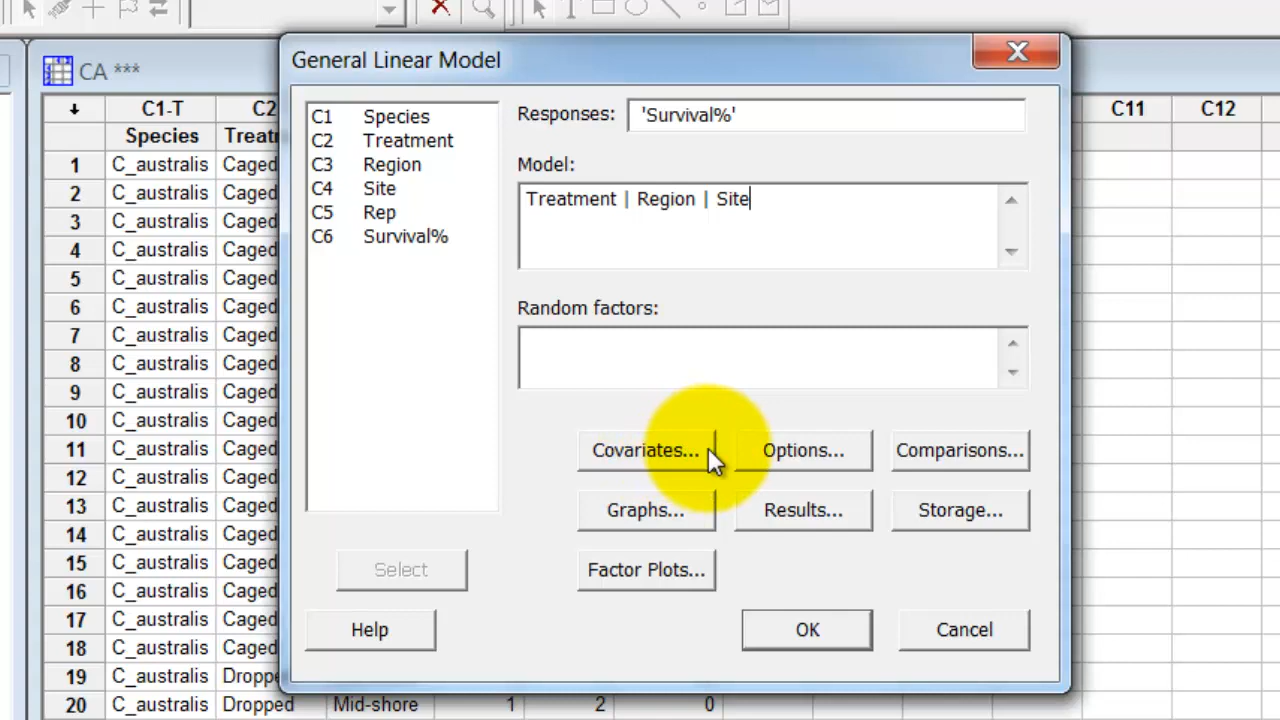 General Linear Model
CA ***
C1 Species
C2 Treatment
C3 Region
C4 Site
C5 Rep
C6 Survival%
Responses: 'Survival%'
Model:
Treatment | Region | Site
Random factors:
Covariates... Options... Comparisons...
Graphs... Results... Storage...
Select Factor Plots...
Help OK Cancel
C1-T C2 C11 C12
Species Treatm
1 C_australis Caged
2 C_australis Caged
3 C_australis Caged
4 C_australis Caged
5 C_australis Caged
6 C_australis Caged
7 C_australis Caged
8 C_australis Caged
9 C_australis Caged
10 C_australis Caged
11 C_australis Caged
12 C_australis Caged
13 C_australis Caged
14 C_australis Caged
15 C_australis Caged
16 C_australis Caged
17 C_australis Caged
18 C_australis Caged
19 C_australis Droppe
20 C_australis Dropped Mid-shore 1 2 0